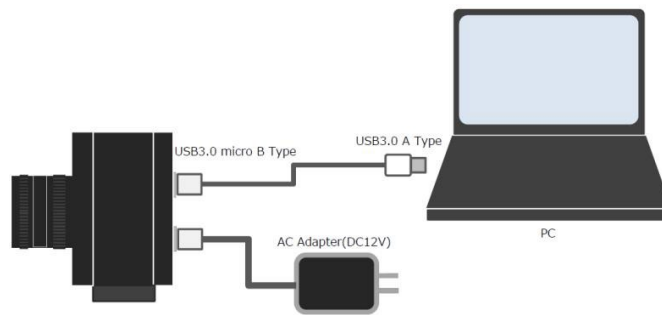 USB3.0 micro B Type
USB3.0 A Type
AC Adapter(DC12V)
PC